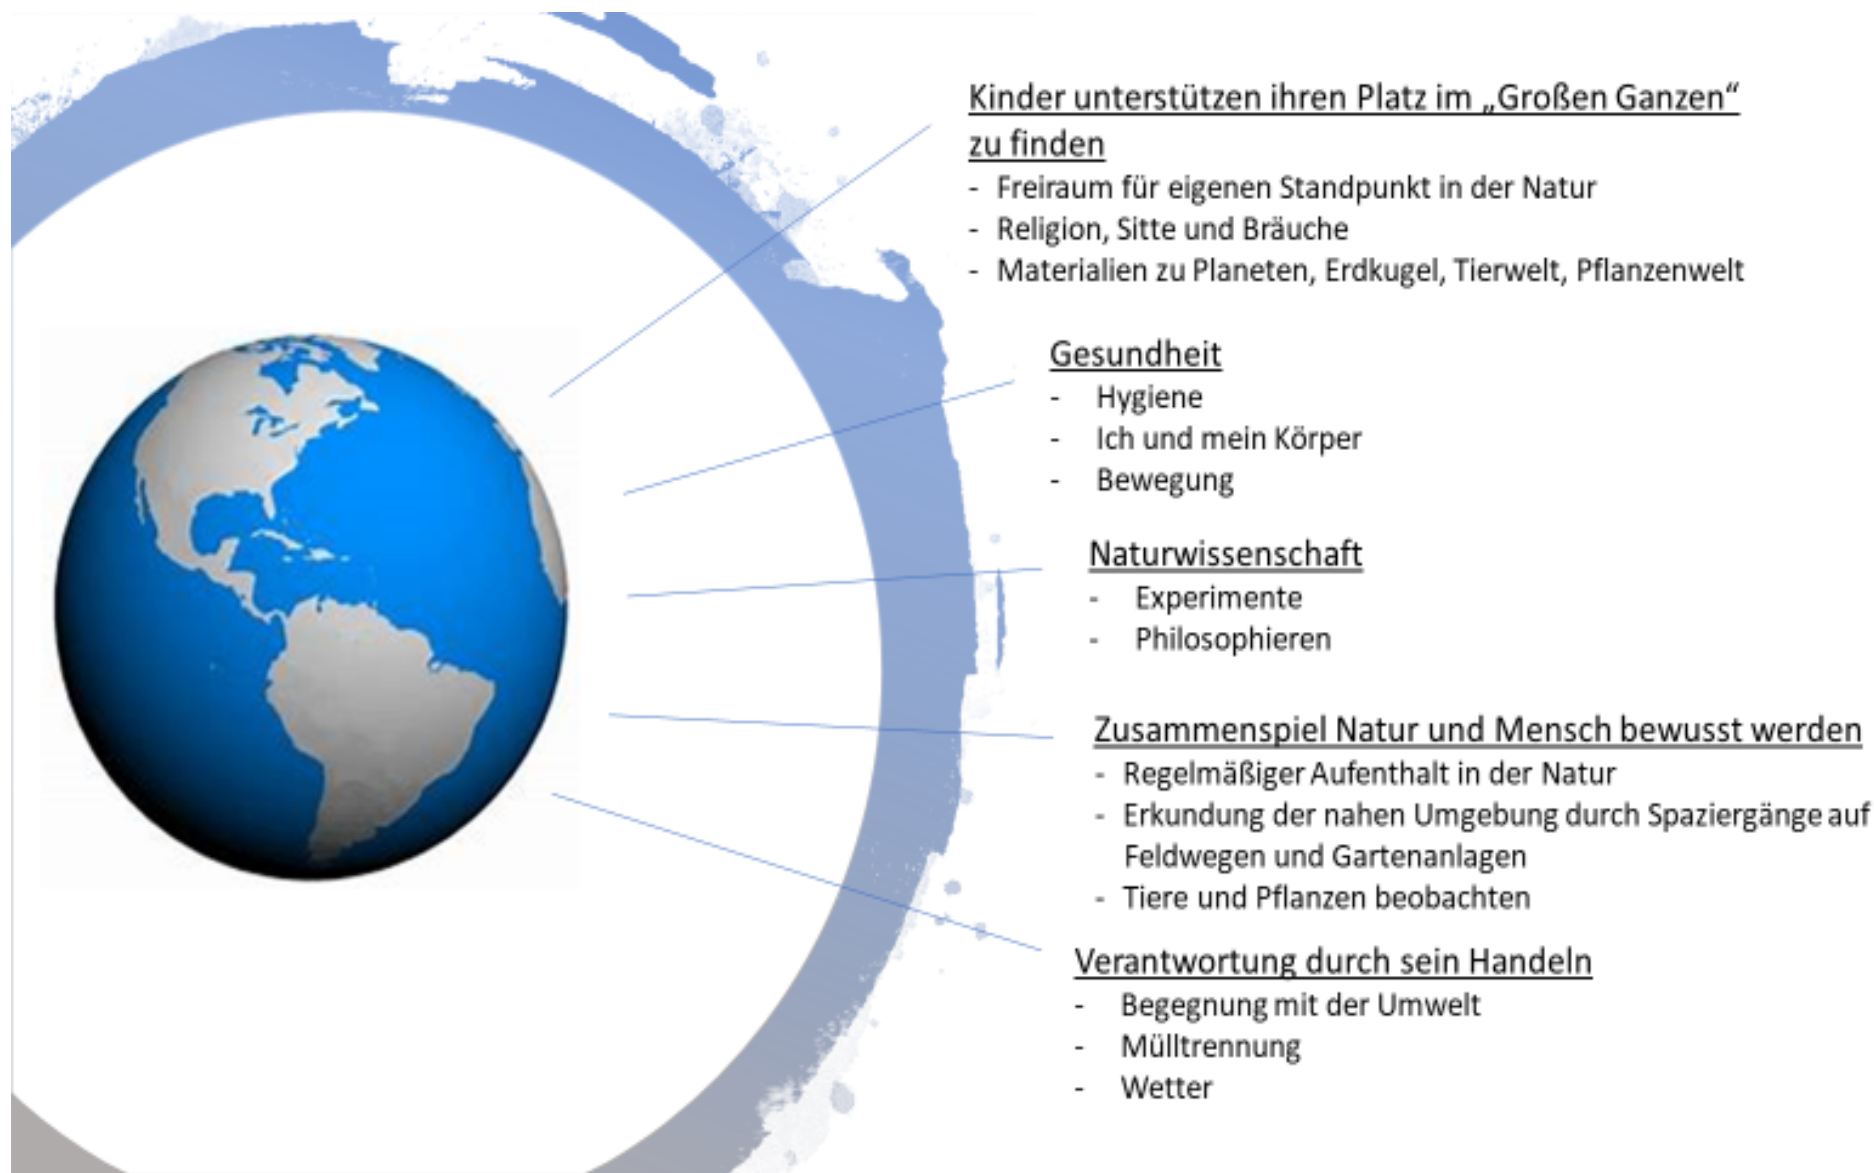 Kinder unterstützen ihren Platz im „Großen Ganzen“
zu finden
- Freiraum für eigenen Standpunkt in der Natur
- Religion, Sitte und Bräuche
- Materialien zu Planeten, Erdkugel, Tierwelt, Pflanzenwelt
Gesundheit
- Hygiene
- Ich und mein Körper
- Bewegung
Naturwissenschaft
- Experimente
- Philosophieren
Zusammenspiel Natur und Mensch bewusst werden
- Regelmäßiger Aufenthalt in der Natur
- Erkundung der nahen Umgebung durch Spaziergänge auf
Feldwegen und Gartenanlagen
- Tiere und Pflanzen beobachten
Verantwortung durch sein Handeln
- Begegnung mit der Umwelt
- Mülltrennung
- Wetter